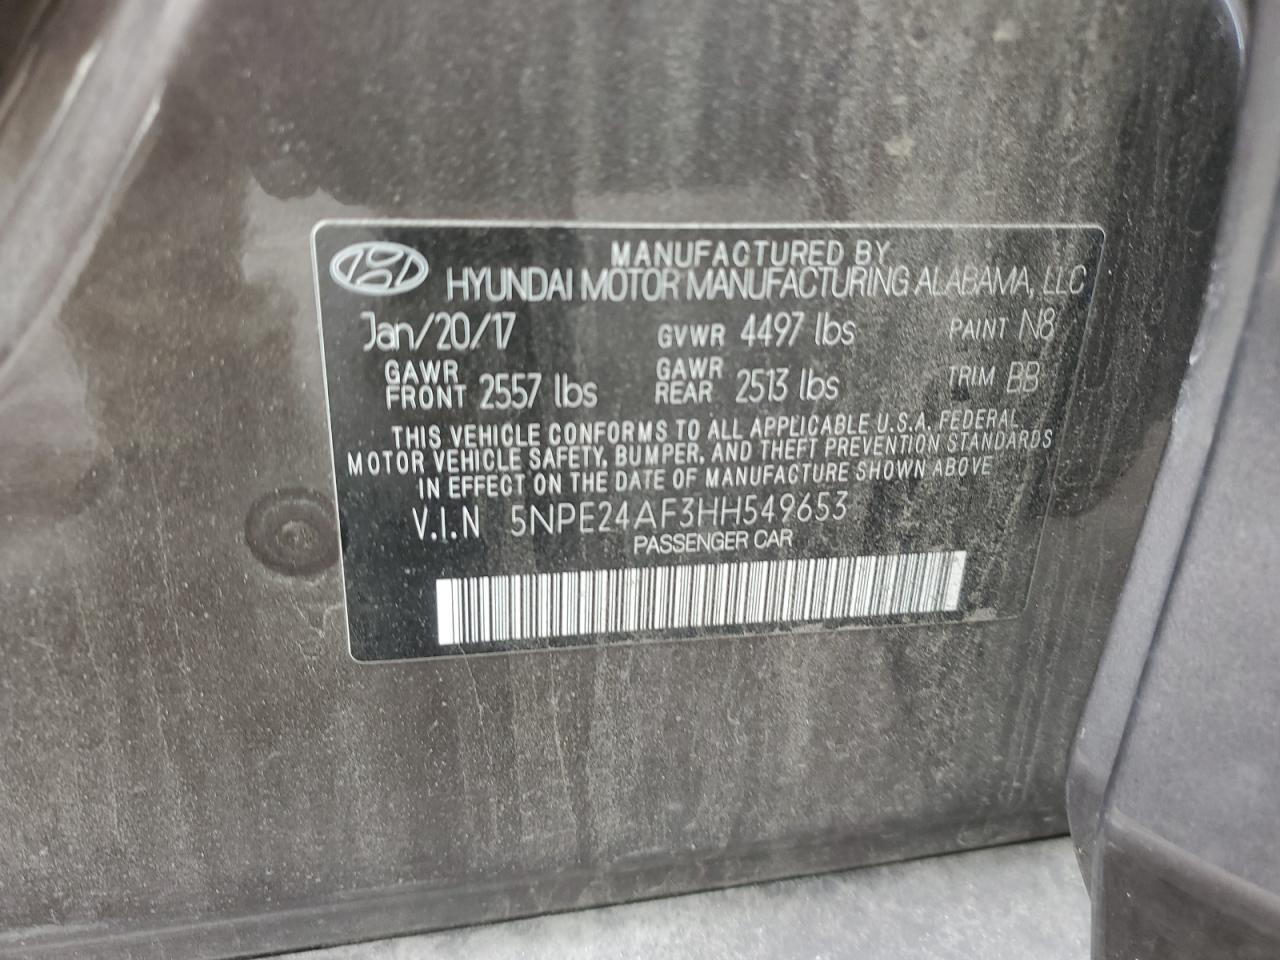 MANUFACTURED BY
HYUNDAI MOTOR MANUFACTURING ALABAMA, LLC
Jan/20/17 GVWR 4497 lbs PAINT N8
GAWR FRONT 2557 lbs GAWR REAR 2513 lbs TRIM BB
THIS VEHICLE CONFORMS TO ALL APPLICABLE U.S.A. FEDERAL
MOTOR VEHICLE SAFETY, BUMPER, AND THEFT PREVENTION STANDARDS
IN EFFECT ON THE DATE OF MANUFACTURE SHOWN ABOVE
V.I.N 5NPE24AF3HH549653
PASSENGER CAR